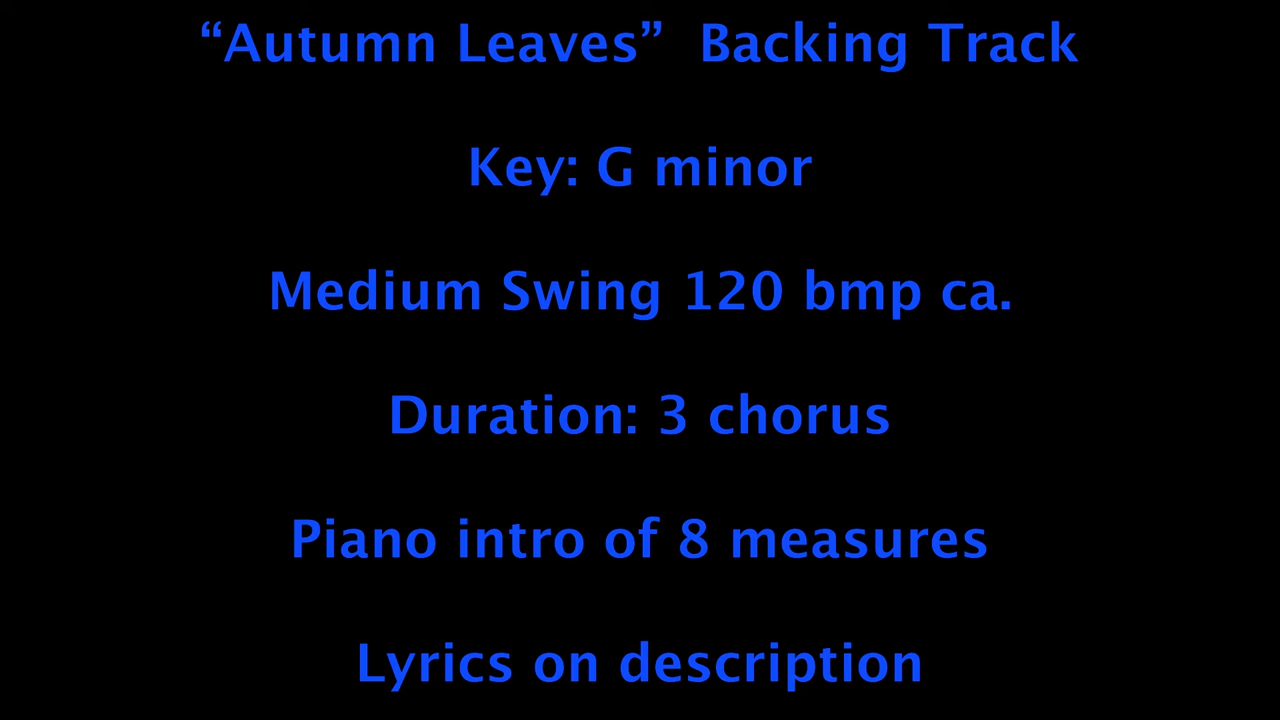 “Autumn Leaves” Backing Track
Key: G minor
Medium Swing 120 bmp ca.
Duration: 3 chorus
Piano intro of 8 measures
Lyrics on description